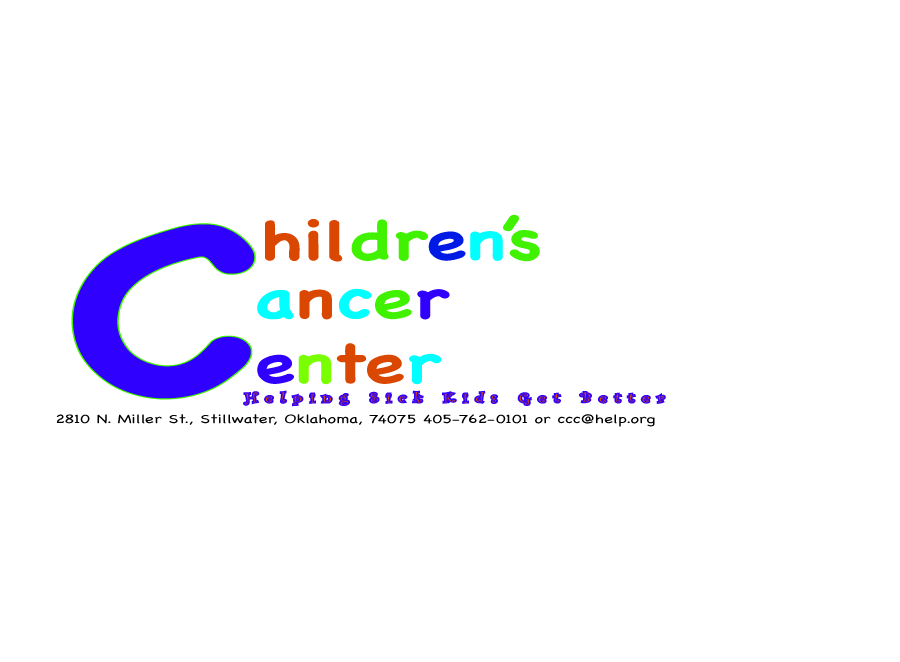 Children's
Cancer
Center
Helping Sick Kids Get Better
2810 N. Miller St., Stillwater, Oklahoma, 74075 405-762-0101 or ccc@help.org